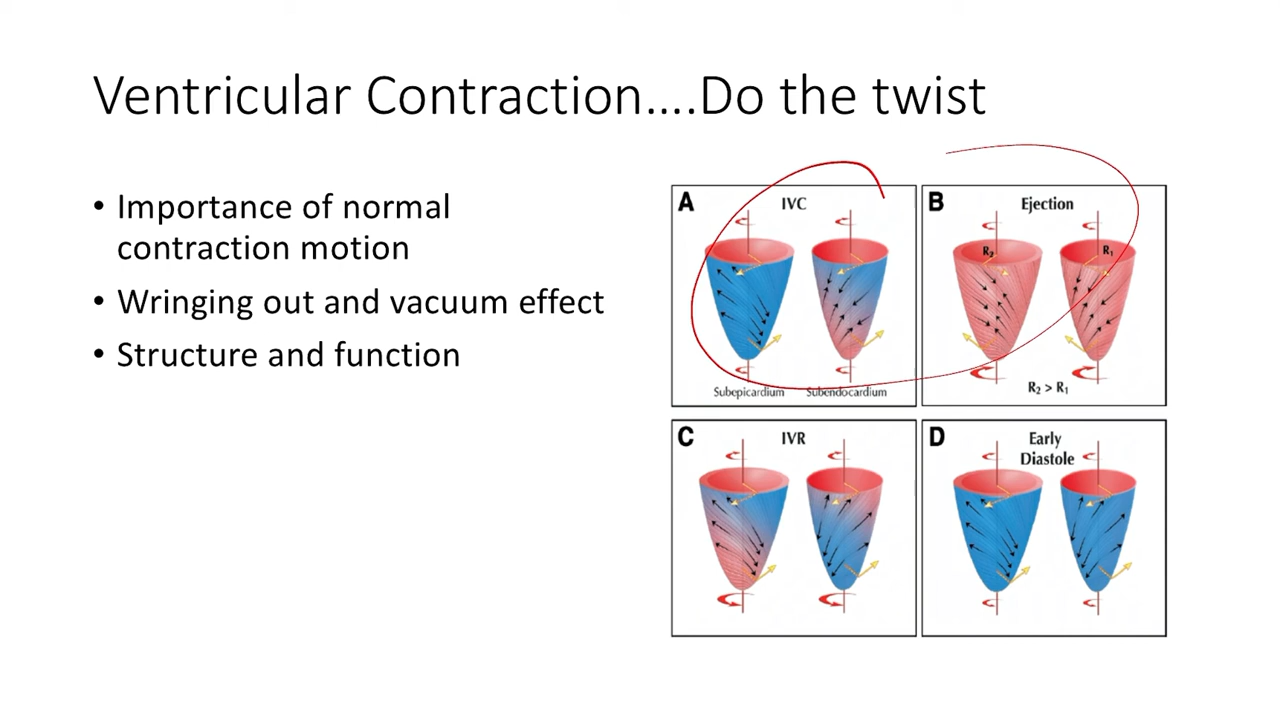 Ventricular Contraction....Do the twist
• Importance of normal
contraction motion
• Wringing out and vacuum effect
• Structure and function
A
IVC
Subepicardium
Subendocardium
B
Ejection
R₂
R₁
R₂ > R₁
C
IVR
D
Early
Diastole